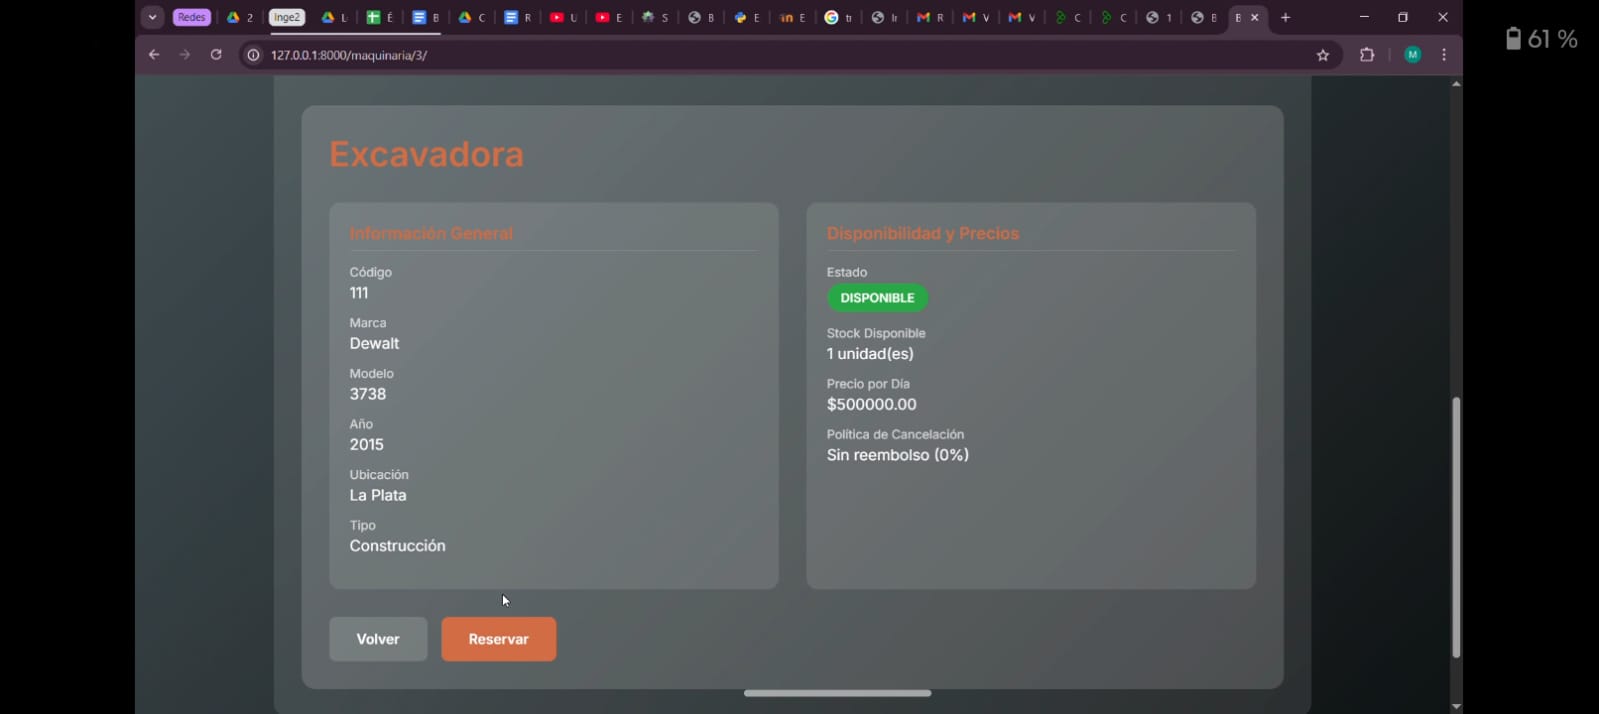 Redes
2
Inge2
L
É
B
C
R
U
E
S
B
E
E
tr
Ir
R
V
V
C
C
1
B
E
61 %
127.0.0.1:8000/maquinaria/3/
M
Excavadora
Información General
Código
111
Marca
Dewalt
Modelo
3738
Año
2015
Ubicación
La Plata
Tipo
Construcción
Disponibilidad y Precios
Estado
DISPONIBLE
Stock Disponible
1 unidad(es)
Precio por Día
$500000.00
Política de Cancelación
Sin reembolso (0%)
Volver
Reservar